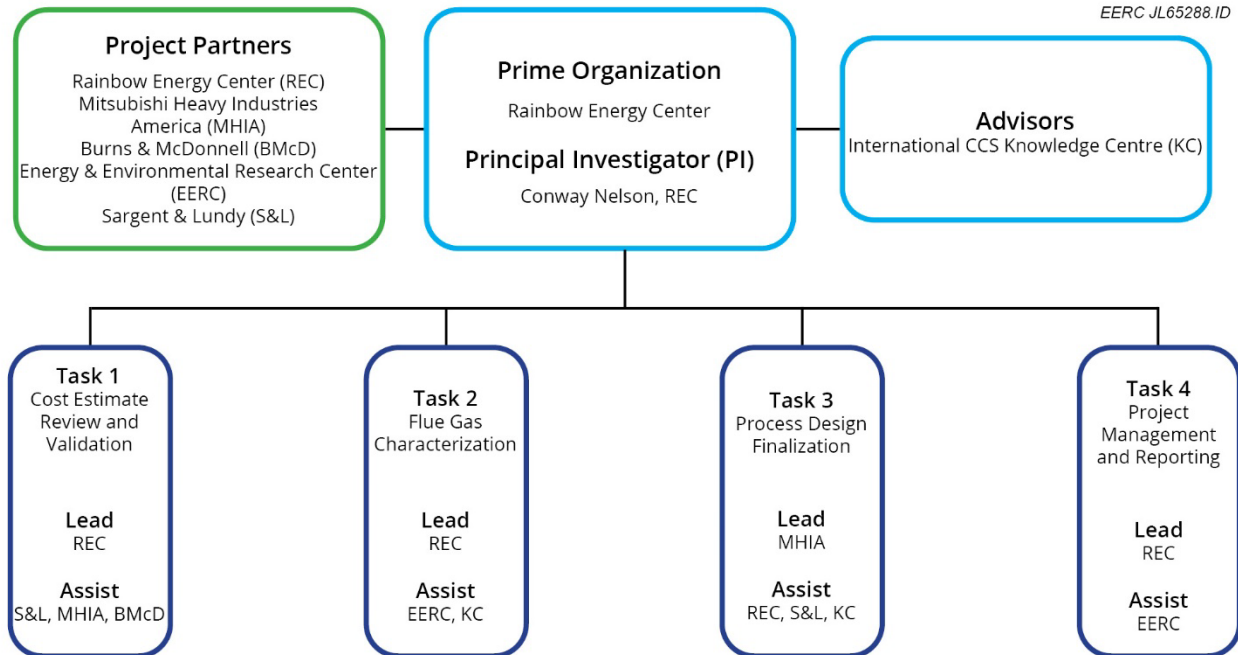 EERC JL65288.ID
Project Partners
Rainbow Energy Center (REC)
Mitsubishi Heavy Industries
America (MHIA)
Burns & McDonnell (BMcD)
Energy & Environmental Research Center
(EERC)
Sargent & Lundy (S&L)
Prime Organization
Rainbow Energy Center
Principal Investigator (PI)
Conway Nelson, REC
Advisors
International CCS Knowledge Centre (KC)
Task 1
Cost Estimate
Review and
Validation
Lead
REC
Assist
S&L, MHIA, BMcD
Task 2
Flue Gas
Characterization
Lead
REC
Assist
EERC, KC
Task 3
Process Design
Finalization
Lead
MHIA
Assist
REC, S&L, KC
Task 4
Project
Management
and Reporting
Lead
REC
Assist
EERC